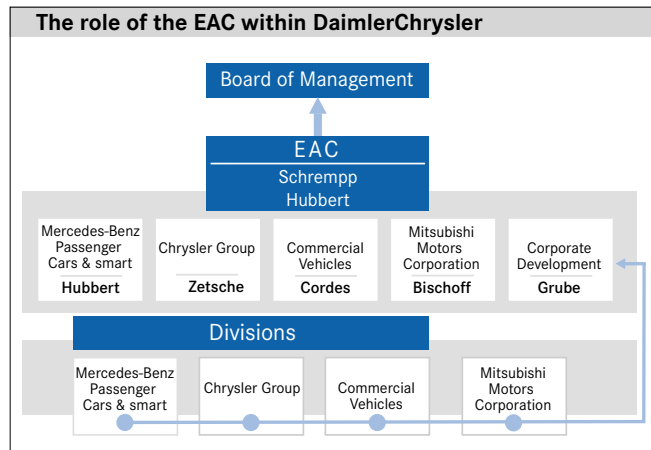 The role of the EAC within DaimlerChrysler
Board of Management
EAC
Schrempp
Hubbert
Mercedes-Benz
Passenger
Cars & smart
Hubbert
Chrysler Group
Zetsche
Commercial
Vehicles
Cordes
Mitsubishi
Motors
Corporation
Bischoff
Corporate
Development
Grube
Divisions
Mercedes-Benz
Passenger
Cars & smart
Chrysler Group
Commercial
Vehicles
Mitsubishi
Motors
Corporation